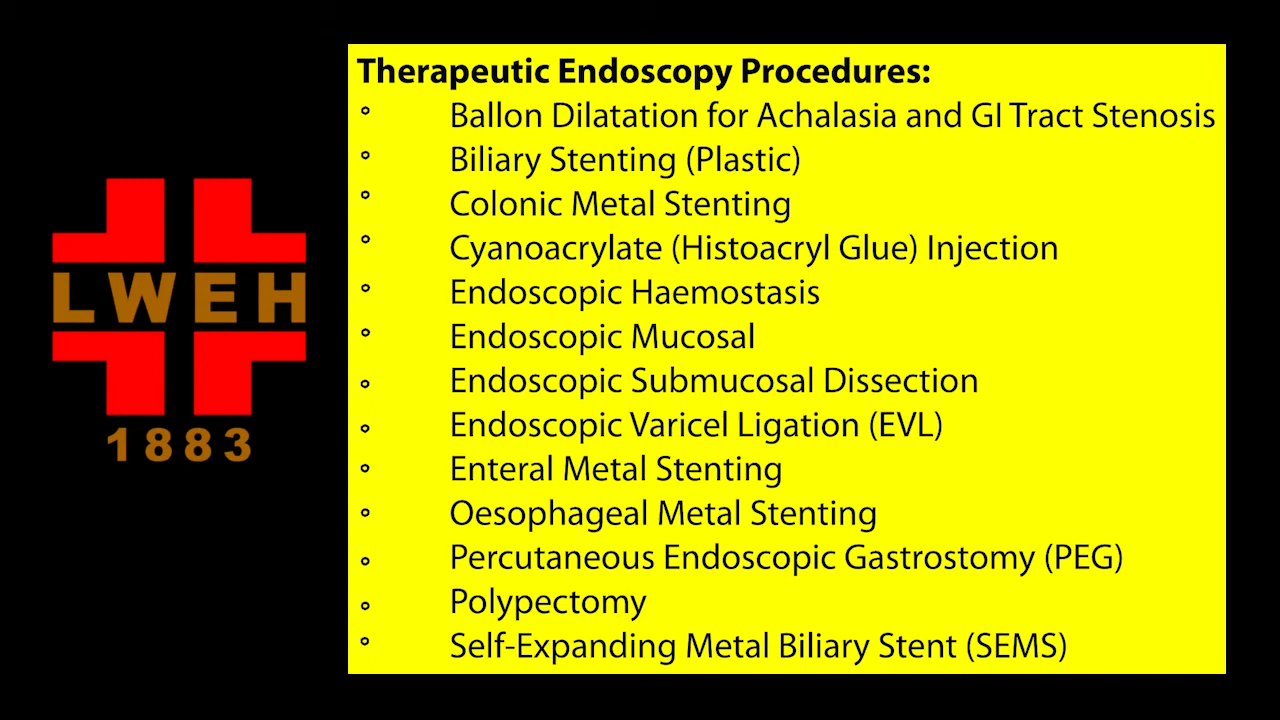 LWEH
1883
Therapeutic Endoscopy Procedures:
° Ballon Dilatation for Achalasia and GI Tract Stenosis
° Biliary Stenting (Plastic)
° Colonic Metal Stenting
° Cyanoacrylate (Histoacryl Glue) Injection
° Endoscopic Haemostasis
° Endoscopic Mucosal
° Endoscopic Submucosal Dissection
° Endoscopic Varicel Ligation (EVL)
° Enteral Metal Stenting
° Oesophageal Metal Stenting
° Percutaneous Endoscopic Gastrostomy (PEG)
° Polypectomy
° Self-Expanding Metal Biliary Stent (SEMS)